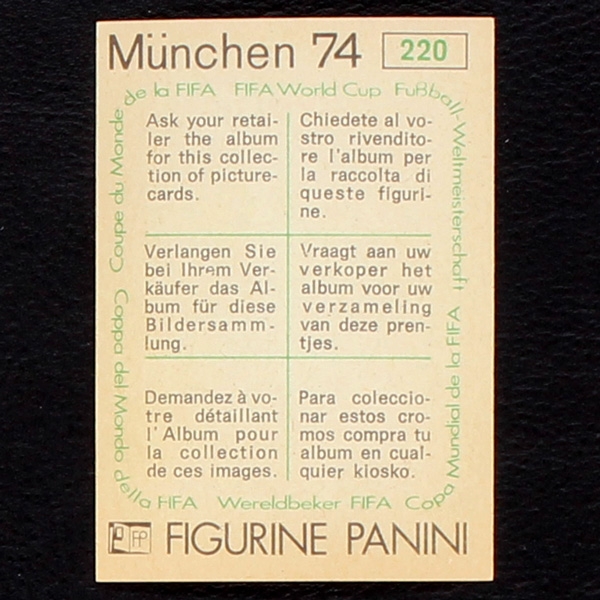 München 74 220
Coupe du Monde de la FIFA FIFA World Cup Fußball-Weltmeisterschaft
Ask your retai-
ler the album
for this collec-
tion of picture-
cards.
Chiedete al vo-
stro rivendito-
re l'album per
la raccolta di
queste figuri-
ne.
Verlangen Sie
bei Ihrem Ver-
käufer das Al-
bum für diese
Bildersamm-
lung.
Vraagt aan uw
verkoper het
album voor uw
verzameling
van deze pren-
tjes.
Demandez à vo-
tre détaillant
l'Album pour
la collection
de ces images.
Para coleccio-
nar estos cro-
mos compra tu
album en cual-
quier kiosko.
Coppa del Mondo della FIFA Wereldbeker FIFA Copa Mundial de la FIFA
FP FIGURINE PANINI